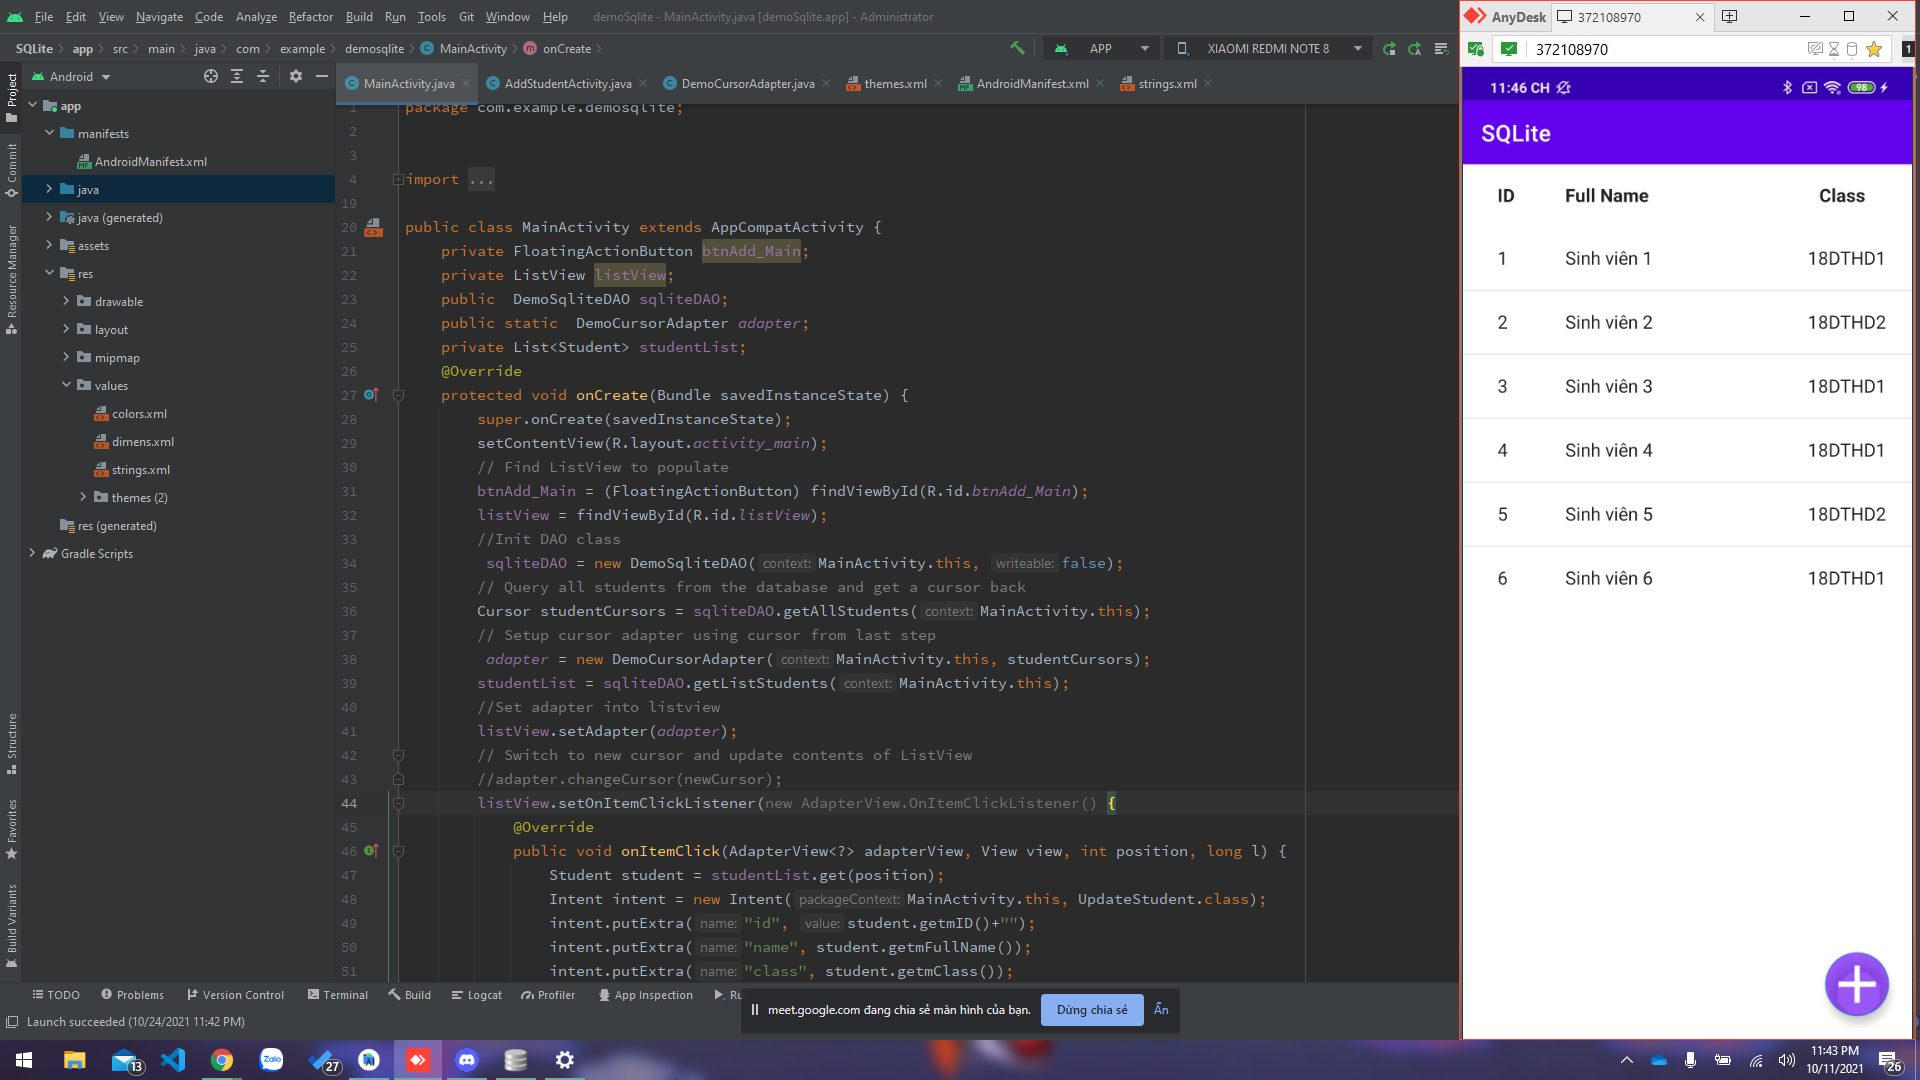 File Edit View Navigate Code Analyze Refactor Build Run Tools Git Window Help demoSqlite - MainActivity.java [demoSqlite.app] - Administrator
SQLite app src main java com example demosqlite MainActivity onCreate APP XIAOMI REDMI NOTE 8
Android
MainActivity.java AddStudentActivity.java DemoCursorAdapter.java themes.xml AndroidManifest.xml strings.xml
Project
Commit
Resource Manager
Structure
Favorites
Build Variants
app
manifests
AndroidManifest.xml
java
java (generated)
assets
res
drawable
layout
mipmap
values
colors.xml
dimens.xml
strings.xml
themes (2)
res (generated)
Gradle Scripts
1 package com.example.demosqlite;
2
3
4 import ...
19
20 public class MainActivity extends AppCompatActivity {
21 private FloatingActionButton btnAdd_Main;
22 private ListView listView;
23 public  DemoSqliteDAO sqliteDAO;
24 public static  DemoCursorAdapter adapter;
25 private List<Student> studentList;
26 @Override
27 protected void onCreate(Bundle savedInstanceState) {
28 super.onCreate(savedInstanceState);
29 setContentView(R.layout.activity_main);
30 // Find ListView to populate
31 btnAdd_Main = (FloatingActionButton) findViewById(R.id.btnAdd_Main);
32 listView = findViewById(R.id.listView);
33 //Init DAO class
34 sqliteDAO = new DemoSqliteDAO( context: MainActivity.this, writeable: false);
35 // Query all students from the database and get a cursor back
36 Cursor studentCursors = sqliteDAO.getAllStudents( context: MainActivity.this);
37 // Setup cursor adapter using cursor from last step
38 adapter = new DemoCursorAdapter( context: MainActivity.this, studentCursors);
39 studentList = sqliteDAO.getListStudents( context: MainActivity.this);
40 //Set adapter into listview
41 listView.setAdapter(adapter);
42 // Switch to new cursor and update contents of ListView
43 //adapter.changeCursor(newCursor);
44 listView.setOnItemClickListener(new AdapterView.OnItemClickListener() {
45 @Override
46 public void onItemClick(AdapterView<?> adapterView, View view, int position, long l) {
47 Student student = studentList.get(position);
48 Intent intent = new Intent( packageContext: MainActivity.this, UpdateStudent.class);
49 intent.putExtra( name: "id", value: student.getmID()+"");
50 intent.putExtra( name: "name", student.getmFullName());
51 intent.putExtra( name: "class", student.getmClass());
TODO Problems Version Control Terminal Build Logcat Profiler App Inspection
meet.google.com đang chia sẻ màn hình của bạn. Dừng chia sẻ Ẩn
Launch succeeded (10/24/2021 11:42 PM)
AnyDesk 372108970
372108970 1
11:46 CH 98
SQLite
ID Full Name Class
1 Sinh viên 1 18DTHD1
2 Sinh viên 2 18DTHD2
3 Sinh viên 3 18DTHD1
4 Sinh viên 4 18DTHD1
5 Sinh viên 5 18DTHD2
6 Sinh viên 6 18DTHD1
13 Zalo 27
11:43 PM
10/11/2021
26